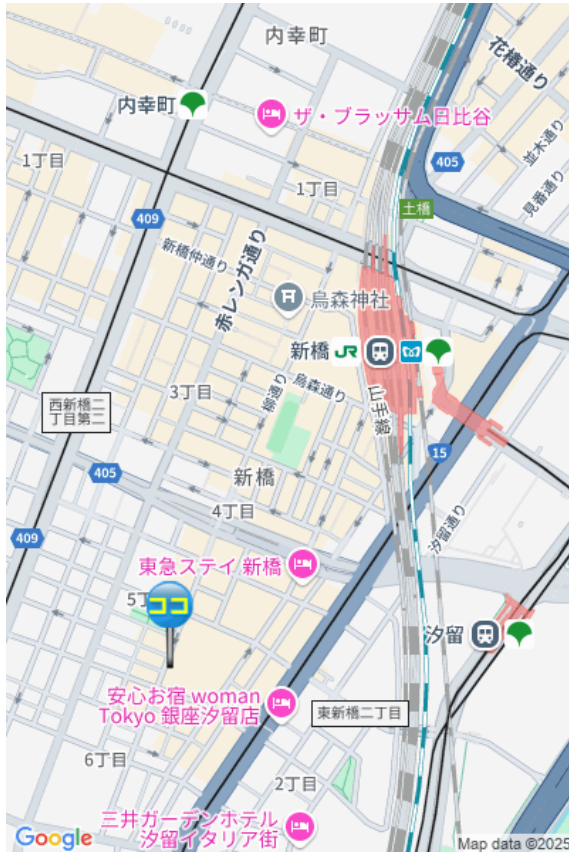 内幸町
花椿通り
内幸町
ザ・ブラッサム日比谷
並木通り
405
1丁目
見番通り
1丁目
土橋
409
赤レンガ通り
新橋仲通り
烏森神社
新橋 JR
山手線
烏森通り
3丁目
西新橋二
丁目第二
15
405
新橋
4丁目
汐留通り
409
東急ステイ 新橋
5丁
ココ
汐留
安心お宿 woman
Tokyo 銀座汐留店
東新橋二丁目
6丁目
2丁目
三井ガーデンホテル
汐留イタリア街
Google
Map data ©2025